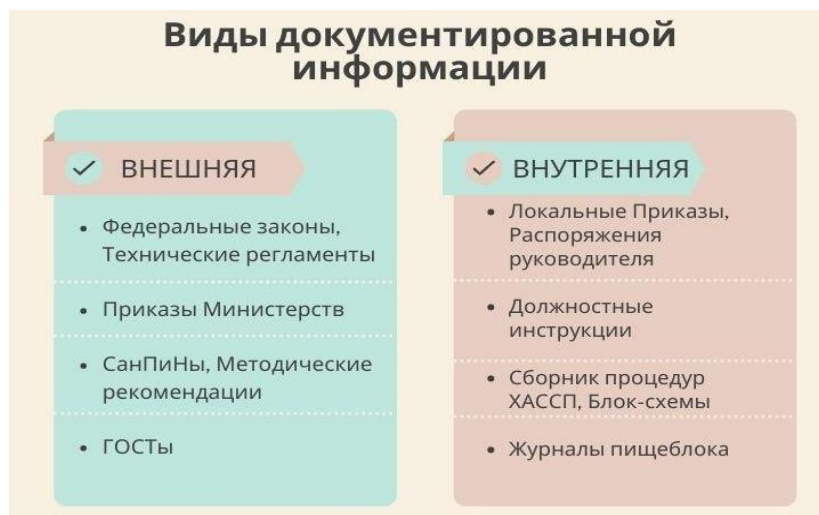 Виды документированной
информации
ВНЕШНЯЯ
• Федеральные законы,
Технические регламенты
• Приказы Министерств
• СанПиНы, Методические
рекомендации
• ГОСТы
ВНУТРЕННЯЯ
• Локальные Приказы,
Распоряжения
руководителя
• Должностные
инструкции
• Сборник процедур
ХАССП, Блок-схемы
• Журналы пищеблока